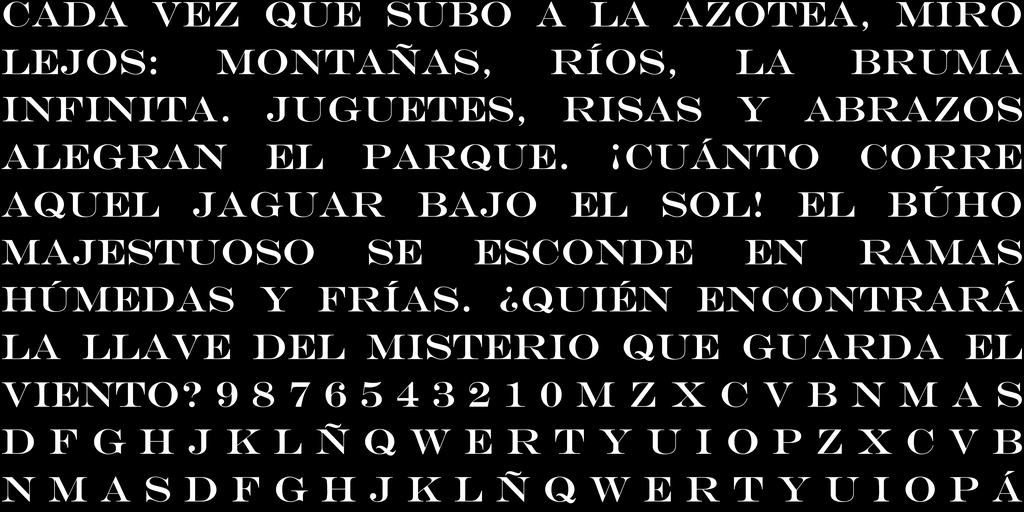 CADA VEZ QUE SUBO A LA AZOTEA, MIRO
LEJOS: MONTAÑAS, RÍOS, LA BRUMA
INFINITA. JUGUETES, RISAS Y ABRAZOS
ALEGRAN EL PARQUE. ¡CUÁNTO CORRE
AQUEL JAGUAR BAJO EL SOL! EL BÚHO
MAJESTUOSO SE ESCONDE EN RAMAS
HÚMEDAS Y FRÍAS. ¿QUIÉN ENCONTRARÁ
LA LLAVE DEL MISTERIO QUE GUARDA EL
VIENTO? 9 8 7 6 5 4 3 2 1 0 M Z X C V B N M A S
D F G H J K L Ñ Q W E R T Y U I O P Z X C V B
N M A S D F G H J K L Ñ Q W E R T Y U I O P Á